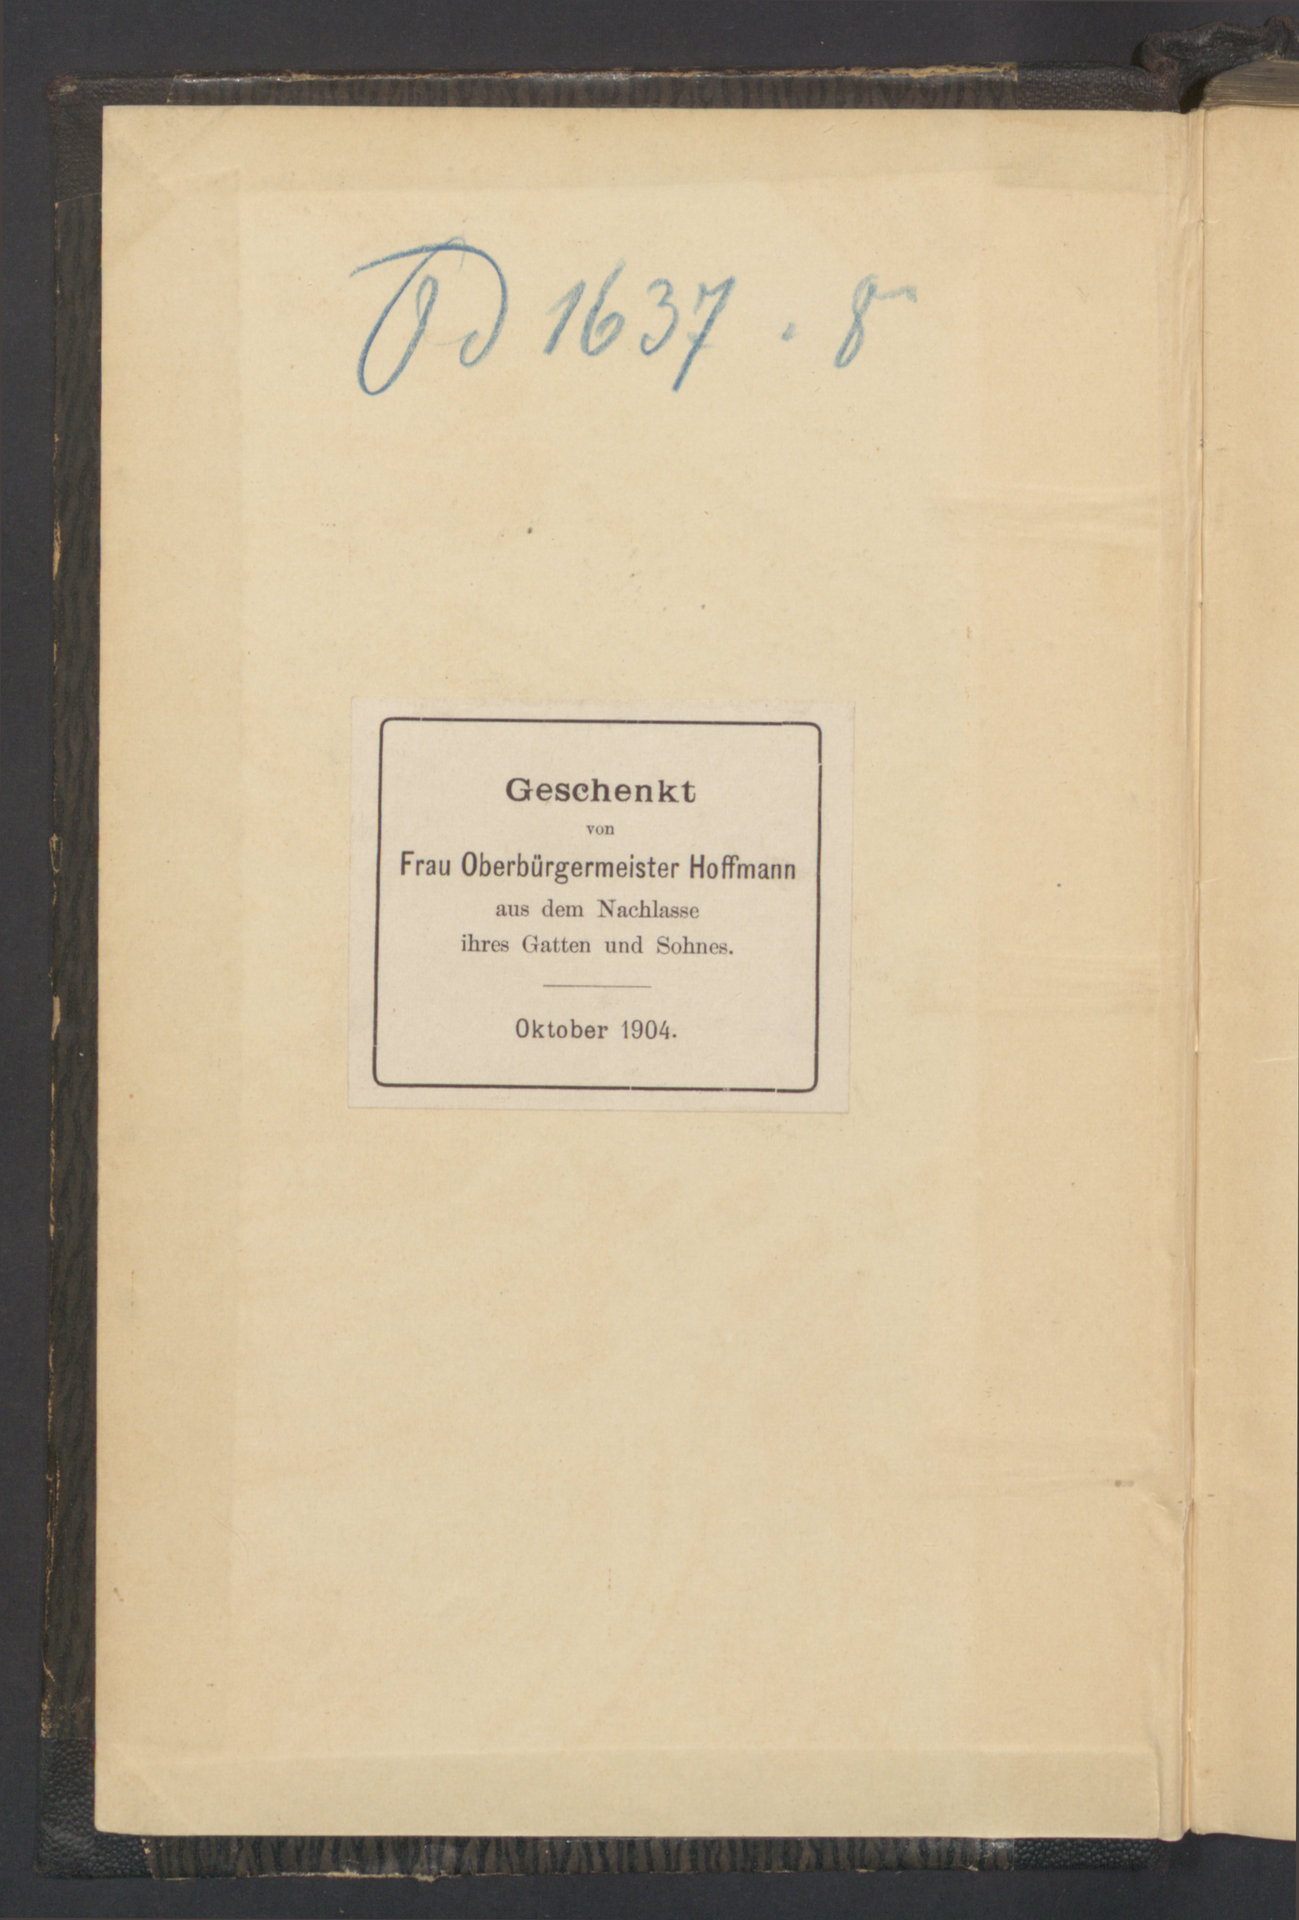 Od 1637 . 8
Geschenkt
von
Frau Oberbürgermeister Hoffmann
aus dem Nachlasse
ihres Gatten und Sohnes.
Oktober 1904.